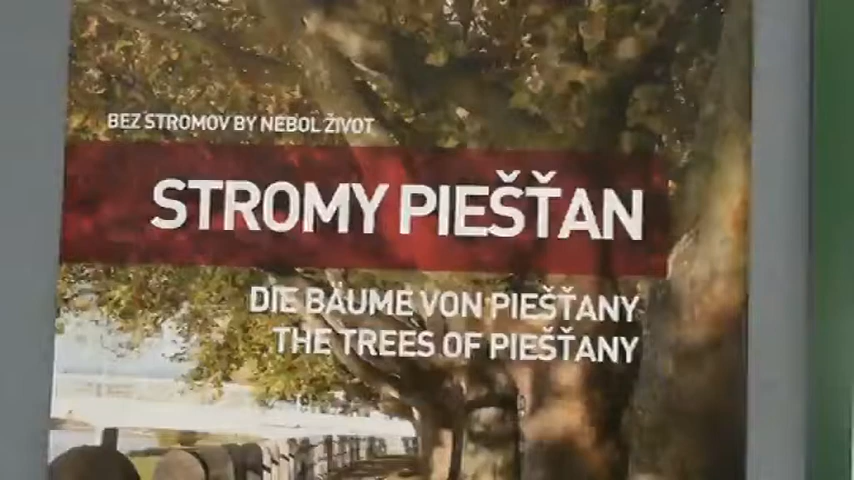 BEZ STROMOV BY NEBOL ŽIVOT
STROMY PIEŠŤAN
DIE BÄUME VON PIEŠŤANY
THE TREES OF PIEŠŤANY